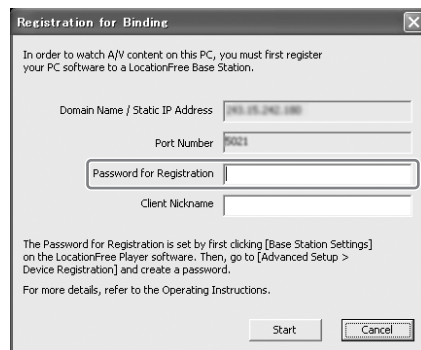 Registration for Binding
In order to watch A/V content on this PC, you must first register
your PC software to a LocationFree Base Station.
Domain Name / Static IP Address
Port Number 5021
Password for Registration
Client Nickname
The Password for Registration is set by first clicking [Base Station Settings]
on the LocationFree Player software. Then, go to [Advanced Setup >
Device Registration] and create a password.
For more details, refer to the Operating Instructions.
Start Cancel